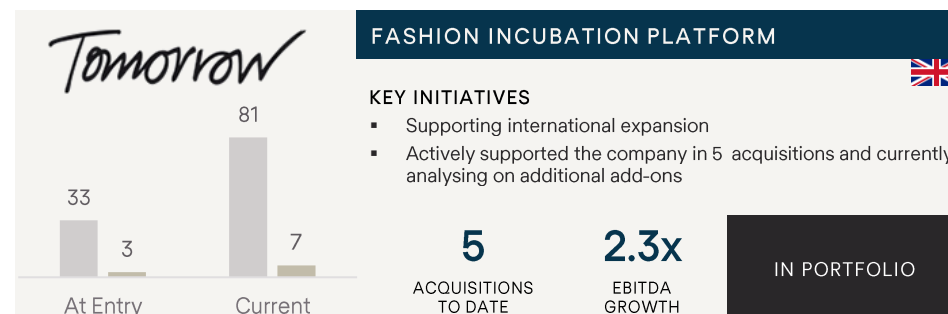 Tomorrow
FASHION INCUBATION PLATFORM
KEY INITIATIVES
▪ Supporting international expansion
▪ Actively supported the company in 5 acquisitions and currently
analysing on additional add-ons
81
33
3
7
At Entry
Current
5
ACQUISITIONS
TO DATE
2.3x
EBITDA
GROWTH
IN PORTFOLIO